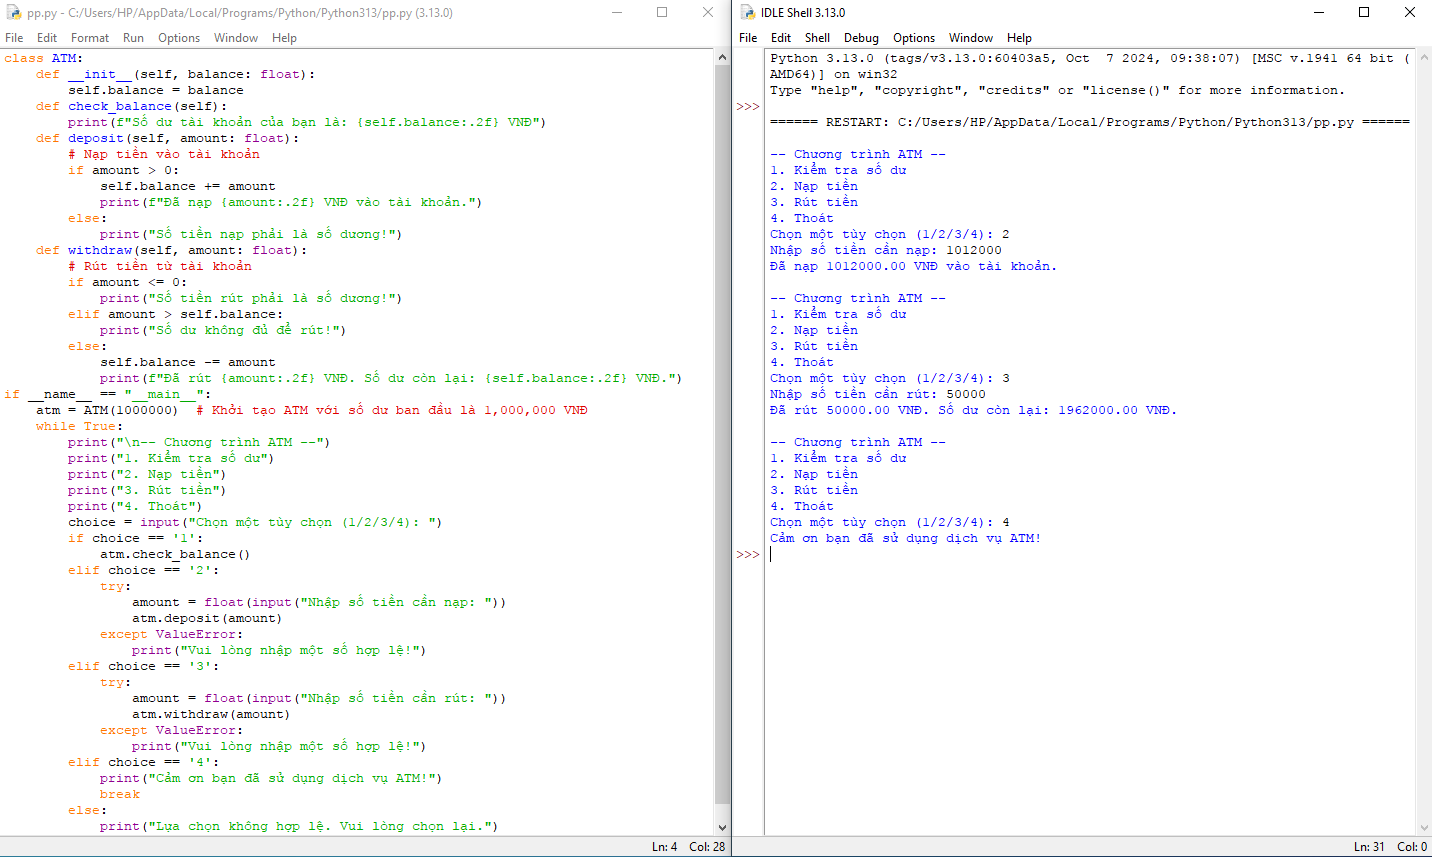 pp.py - C:/Users/HP/AppData/Local/Programs/Python/Python313/pp.py (3.13.0)
File Edit Format Run Options Window Help
class ATM:
    def __init__(self, balance: float):
        self.balance = balance
    def check_balance(self):
        print(f"Số dư tài khoản của bạn là: {self.balance:.2f} VNĐ")
    def deposit(self, amount: float):
        # Nạp tiền vào tài khoản
        if amount > 0:
            self.balance += amount
            print(f"Đã nạp {amount:.2f} VNĐ vào tài khoản.")
        else:
            print("Số tiền nạp phải là số dương!")
    def withdraw(self, amount: float):
        # Rút tiền từ tài khoản
        if amount <= 0:
            print("Số tiền rút phải là số dương!")
        elif amount > self.balance:
            print("Số dư không đủ để rút!")
        else:
            self.balance -= amount
            print(f"Đã rút {amount:.2f} VNĐ. Số dư còn lại: {self.balance:.2f} VNĐ.")
if __name__ == "__main__":
    atm = ATM(1000000)  # Khởi tạo ATM với số dư ban đầu là 1,000,000 VNĐ
    while True:
        print("\n-- Chương trình ATM --")
        print("1. Kiểm tra số dư")
        print("2. Nạp tiền")
        print("3. Rút tiền")
        print("4. Thoát")
        choice = input("Chọn một tùy chọn (1/2/3/4): ")
        if choice == '1':
            atm.check_balance()
        elif choice == '2':
            try:
                amount = float(input("Nhập số tiền cần nạp: "))
                atm.deposit(amount)
            except ValueError:
                print("Vui lòng nhập một số hợp lệ!")
        elif choice == '3':
            try:
                amount = float(input("Nhập số tiền cần rút: "))
                atm.withdraw(amount)
            except ValueError:
                print("Vui lòng nhập một số hợp lệ!")
        elif choice == '4':
            print("Cảm ơn bạn đã sử dụng dịch vụ ATM!")
            break
        else:
            print("Lựa chọn không hợp lệ. Vui lòng chọn lại.")
Ln: 4 Col: 28
IDLE Shell 3.13.0
File Edit Shell Debug Options Window Help
Python 3.13.0 (tags/v3.13.0:60403a5, Oct  7 2024, 09:38:07) [MSC v.1941 64 bit (
AMD64)] on win32
Type "help", "copyright", "credits" or "license()" for more information.
>>>
====== RESTART: C:/Users/HP/AppData/Local/Programs/Python/Python313/pp.py ======
-- Chương trình ATM --
1. Kiểm tra số dư
2. Nạp tiền
3. Rút tiền
4. Thoát
Chọn một tùy chọn (1/2/3/4): 2
Nhập số tiền cần nạp: 1012000
Đã nạp 1012000.00 VNĐ vào tài khoản.
-- Chương trình ATM --
1. Kiểm tra số dư
2. Nạp tiền
3. Rút tiền
4. Thoát
Chọn một tùy chọn (1/2/3/4): 3
Nhập số tiền cần rút: 50000
Đã rút 50000.00 VNĐ. Số dư còn lại: 1962000.00 VNĐ.
-- Chương trình ATM --
1. Kiểm tra số dư
2. Nạp tiền
3. Rút tiền
4. Thoát
Chọn một tùy chọn (1/2/3/4): 4
Cảm ơn bạn đã sử dụng dịch vụ ATM!
>>>
Ln: 31 Col: 0